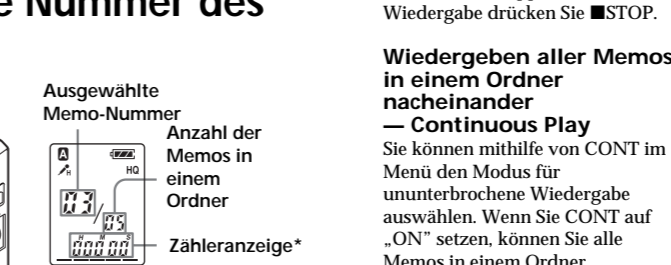 e Nummer des
Ausgewählte
Memo-Nummer
Anzahl der
Memos in
einem
Ordner
A
H
HQ
03/05
H M S
00000
Zähleranzeige*
Wiedergabe drücken Sie ■STOP.
Wiedergeben aller Memos
in einem Ordner
nacheinander
— Continuous Play
Sie können mithilfe von CONT im
Menü den Modus für
ununterbrochene Wiedergabe
auswählen. Wenn Sie CONT auf
„ON” setzen, können Sie alle
Memos in einem Ordner